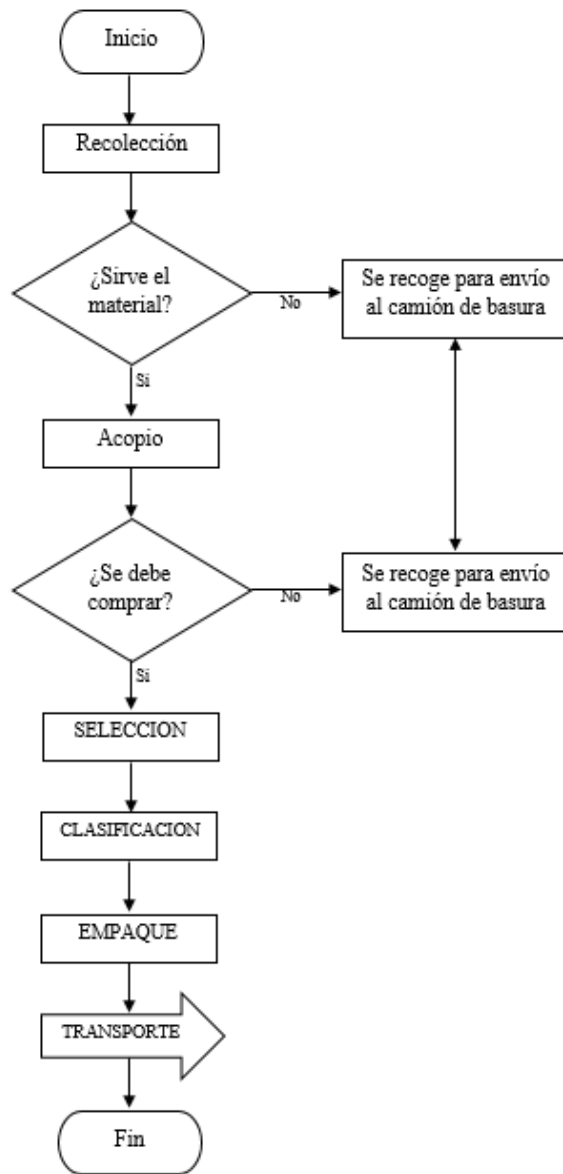 Inicio
Recolección
¿Sirve el
material?
No
Se recoge para envío
al camión de basura
Si
Acopio
¿Se debe
comprar?
No
Se recoge para envío
al camión de basura
Si
SELECCION
CLASIFICACION
EMPAQUE
TRANSPORTE
Fin